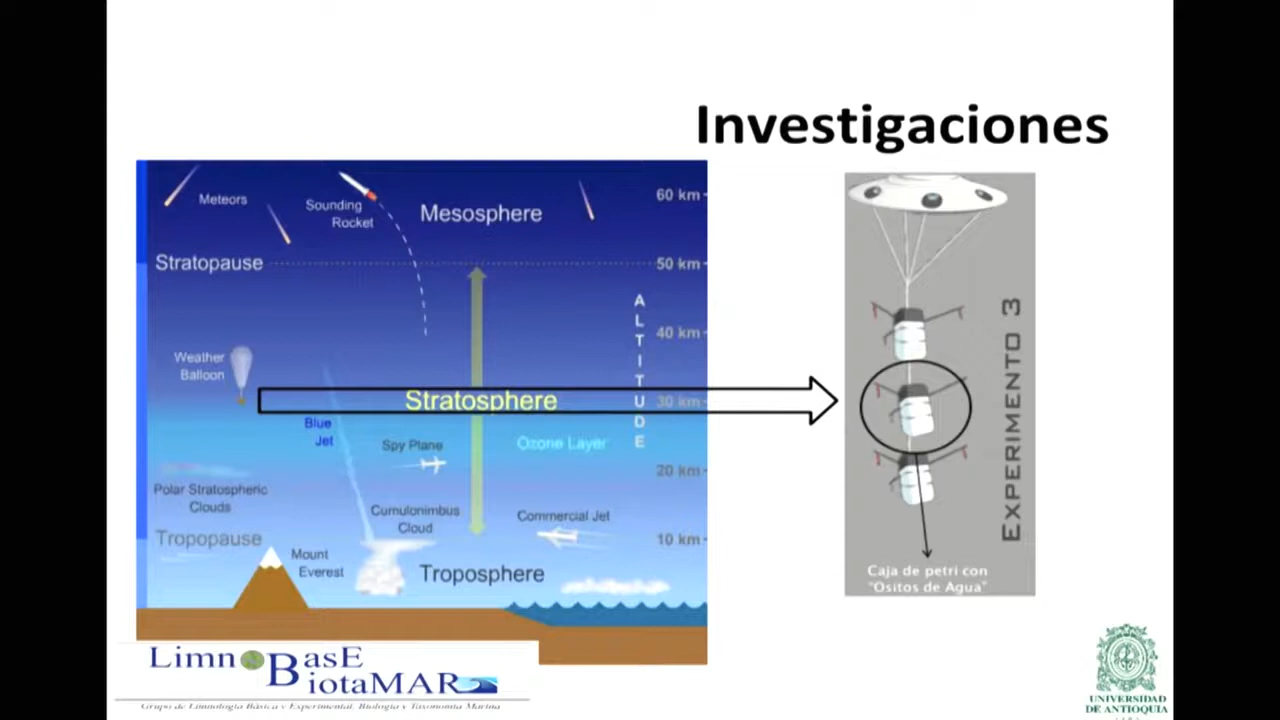 Investigaciones
Meteors
Sounding
Rocket
Mesosphere
60 km
Stratopause
50 km
ALTITUDE
40 km
Weather
Balloon
Stratosphere
30 km
Blue
Jet
Spy Plane
Ozone Layer
20 km
Polar Stratospheric
Clouds
Cumulonimbus
Cloud
Commercial Jet
Tropopause
10 km
Mount
Everest
Troposphere
EXPERIMENTO 3
Caja de petri con
"Ositos de Agua"
LimnoBasE
BiotaMAR
Grupo de Limnología Básica y Experimental. Biología y Taxonomía Marina
UNIVERSIDAD
DE ANTIOQUIA